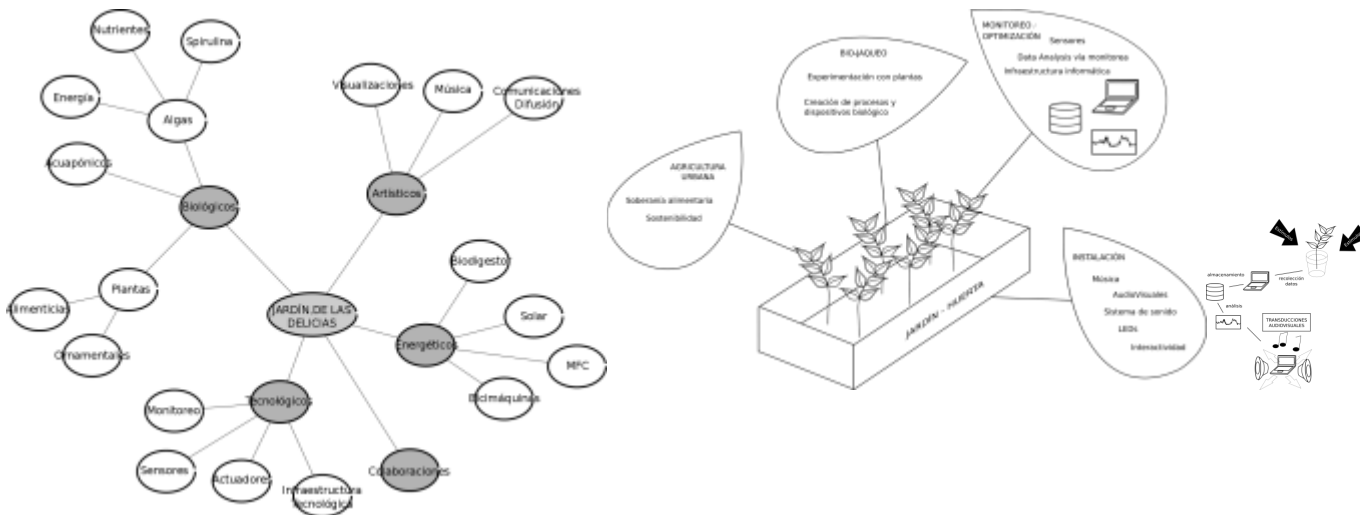 Nutrientes
Spirulina
Energía
Algas
Acuapónicos
Biológicos
Plantas
Alimenticias
Ornamentales
Visualizaciones
Música
Comunicaciones
Difusión
Artísticos
JARDÍN DE LAS
DELICIAS
Biodigestor
Solar
Energéticos
MFC
Bicimáquinas
Tecnológicos
Monitoreo
Sensores
Actuadores
Infraestructura
Tecnológica
Colaboraciones
AGRICULTURA
URBANA
Soberanía alimentaria
Sostenibilidad
BIOJAQUEO
Experimentación con plantas
Creación de procesos y
dispositivos biológico
MONITOREO /
OPTIMIZACIÓN
Sensores
Data Analysis vía monitorea
Infraestructura informática
JARDÍN - HUERTA
INSTALACIÓN
Música
AudioVisuales
Sistema de sonido
LEDs
Interactividad
almacenamento
recolección
datos
análisis
TRANSDUCCIONES
AUDIOVISUALES